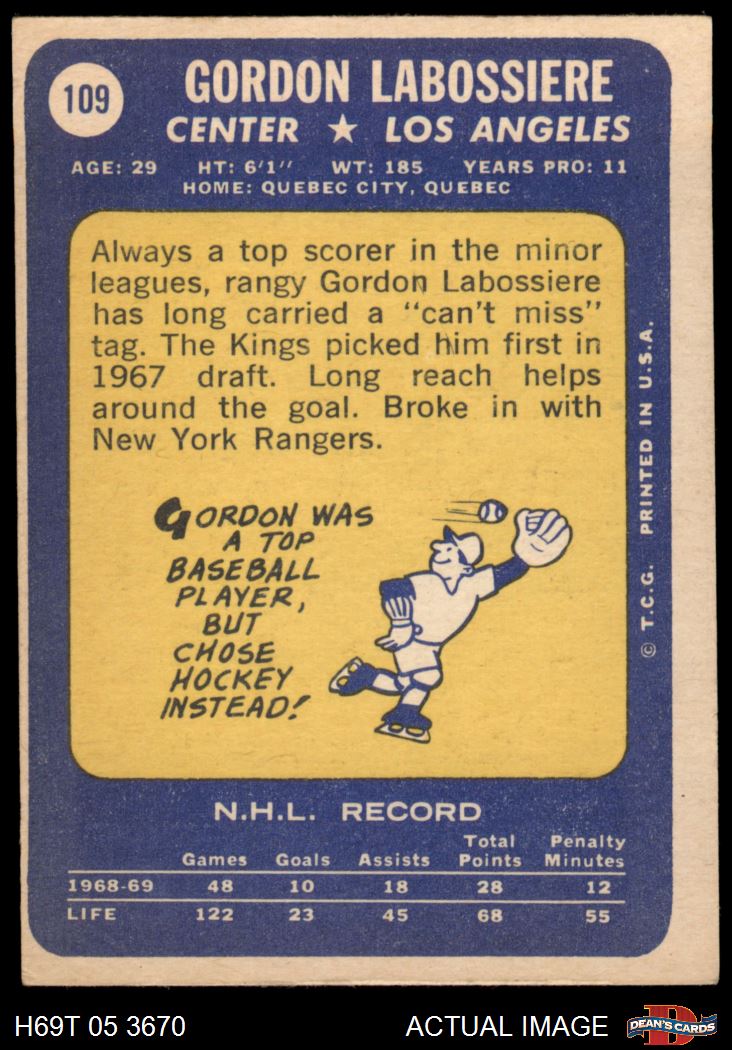 109
GORDON LABOSSIERE
CENTER ★ LOS ANGELES
AGE: 29 HT: 6'1" WT: 185 YEARS PRO: 11
HOME: QUEBEC CITY, QUEBEC
Always a top scorer in the minor
leagues, rangy Gordon Labossiere
has long carried a "can't miss"
tag. The Kings picked him first in
1967 draft. Long reach helps
around the goal. Broke in with
New York Rangers.
GORDON WAS
A TOP
BASEBALL
PLAYER,
BUT
CHOSE
HOCKEY
INSTEAD!
© T.C.G. PRINTED IN U.S.A.
N.H.L. RECORD
Games Goals Assists Total Points Penalty Minutes
1968-69 48 10 18 28 12
LIFE 122 23 45 68 55
H69T 05 3670 ACTUAL IMAGE
D
DEAN'S CARDS